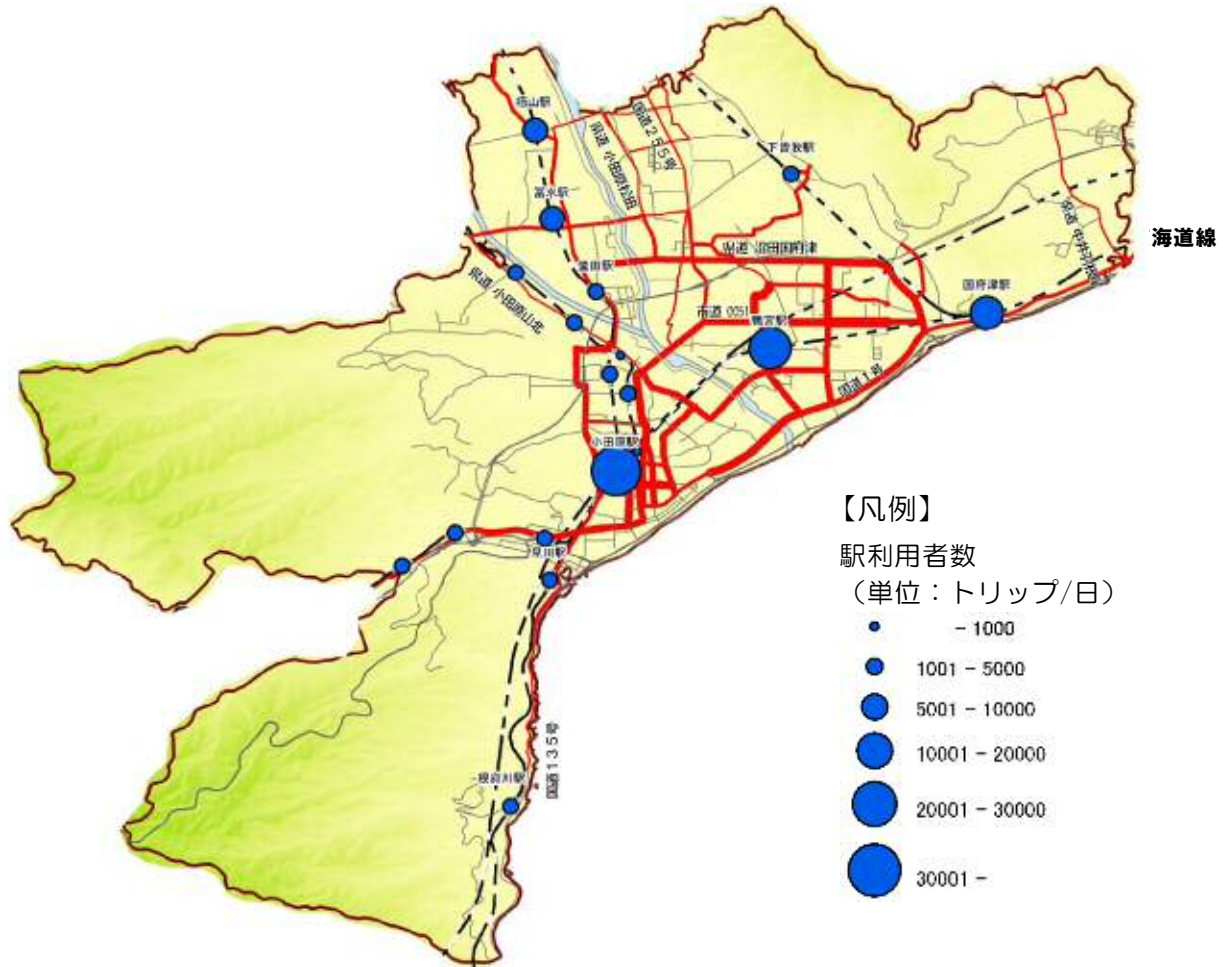 栢山駅
富水駅
県道 小田原松田
国道255号
下曽我駅
蛍田駅
県道 沼田国府津
県道 中井羽根尾
海道線
県道 小田原山北
市道 0051
鴨宮駅
国府津駅
国道1号
小田原駅
早川駅
国道135号
根府川駅
【凡例】
駅利用者数
(単位:トリップ/日)
- 1000
1001 - 5000
5001 - 10000
10001 - 20000
20001 - 30000
30001 -